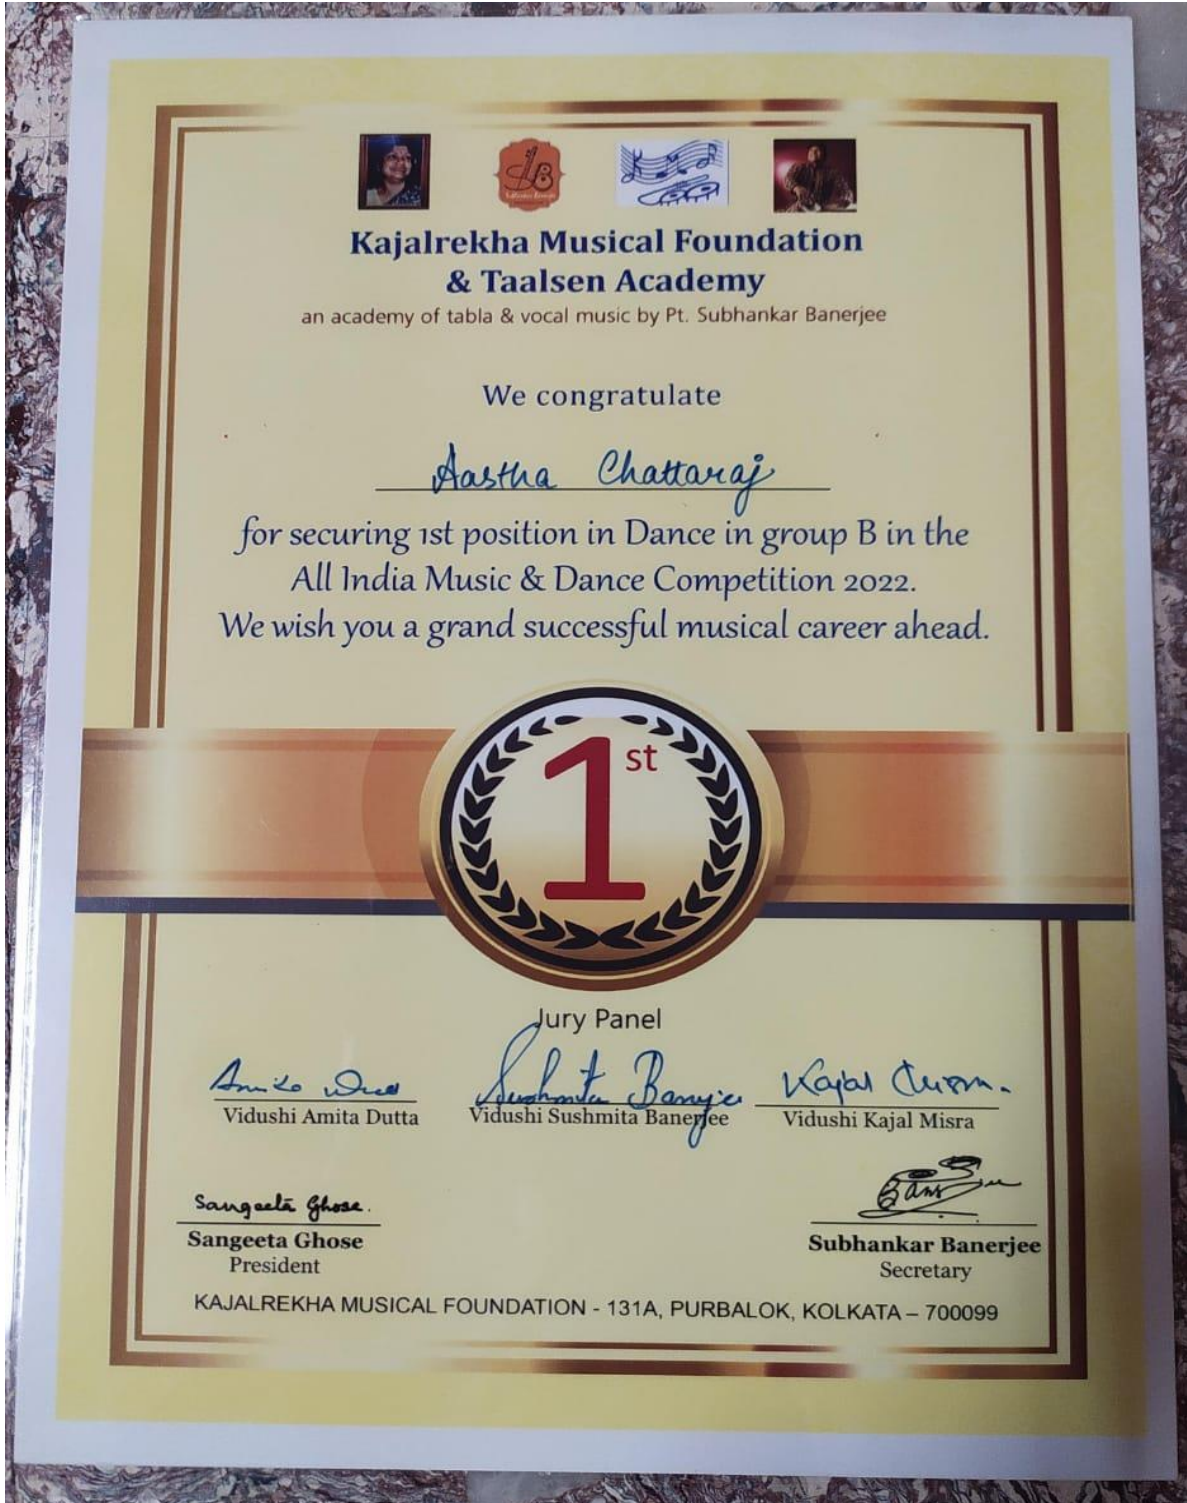 KMF
Kajalrekha Musical Foundation
& Taalsen Academy
an academy of tabla & vocal music by Pt. Subhankar Banerjee
We congratulate
Aastha Chattaraj
for securing 1st position in Dance in group B in the
All India Music & Dance Competition 2022.
We wish you a grand successful musical career ahead.
1st
Jury Panel
Sushmita Banerjee
Vidushi Amita Dutta
Vidushi Sushmita Banerjee
Vidushi Kajal Misra
Sangeeta Ghose.
Sangeeta Ghose
Subhankar Banerjee
President
Secretary
KAJALREKHA MUSICAL FOUNDATION - 131A, PURBALOK, KOLKATA – 700099